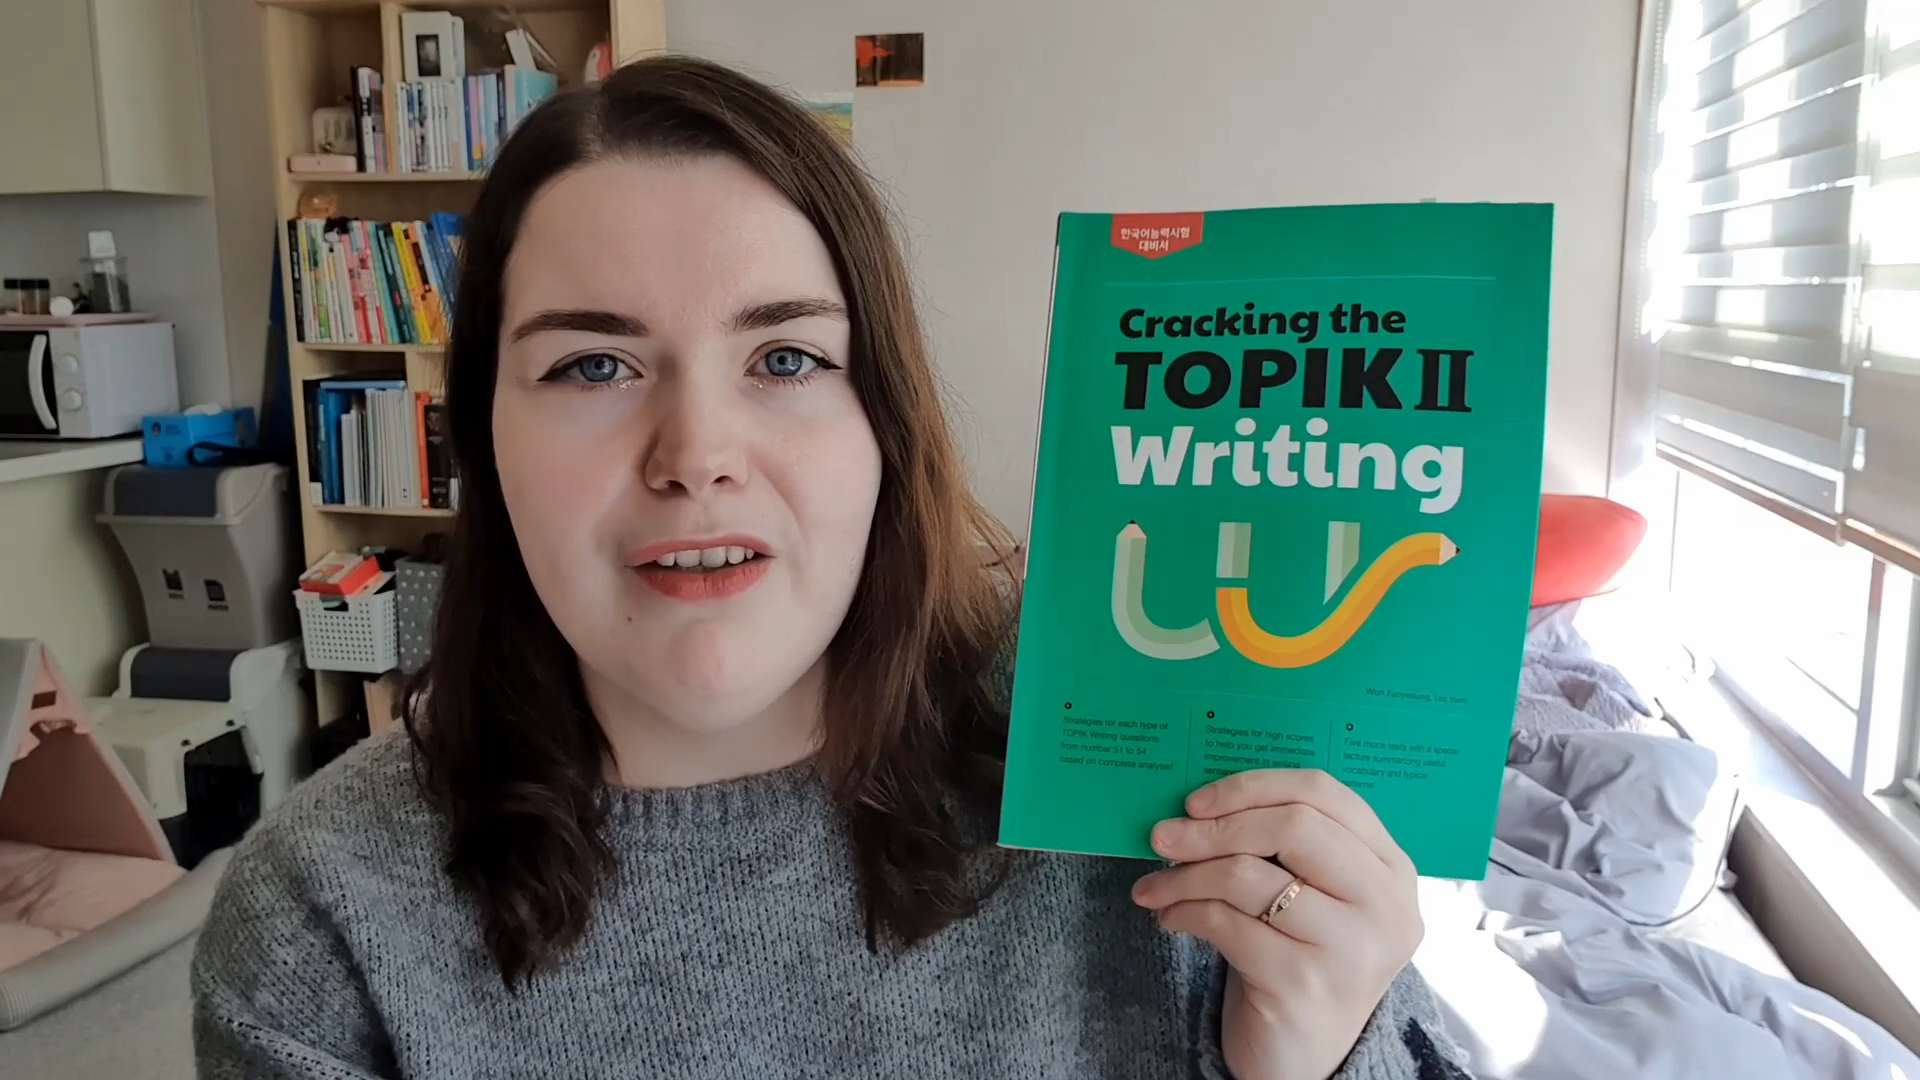 한국어능력시험
대비서
Cracking the
TOPIK II
Writing
Won Eunyoung, Lee Yumi
Strategies for each type of
TOPIK Writing questions
from number 51 to 54
based on complete analysis!
Strategies for high scores
to help you get immediate
improvement in writing
Five mock tests with a special
lecture summarizing useful
vocabulary and typical